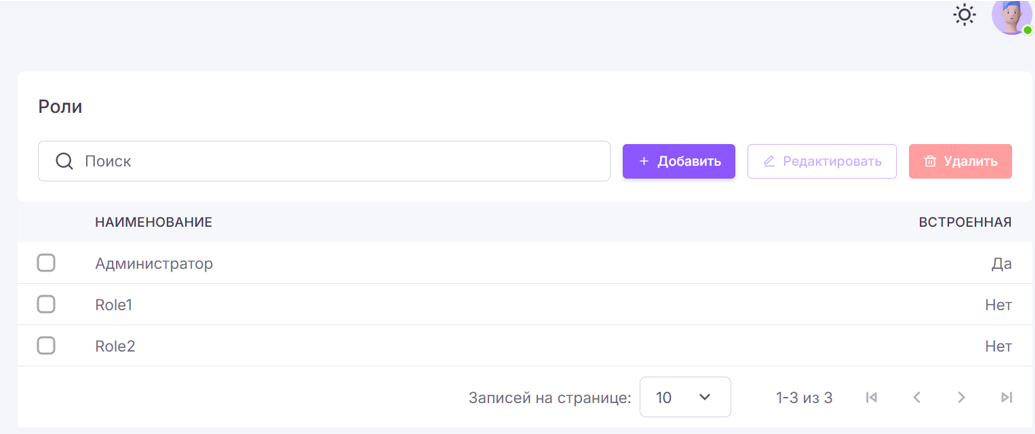 Роли
Поиск
Добавить
Редактировать
Удалить
НАИМЕНОВАНИЕ ВСТРОЕННАЯ
Администратор Да
Role1 Нет
Role2 Нет
Записей на странице: 10 1-3 из 3